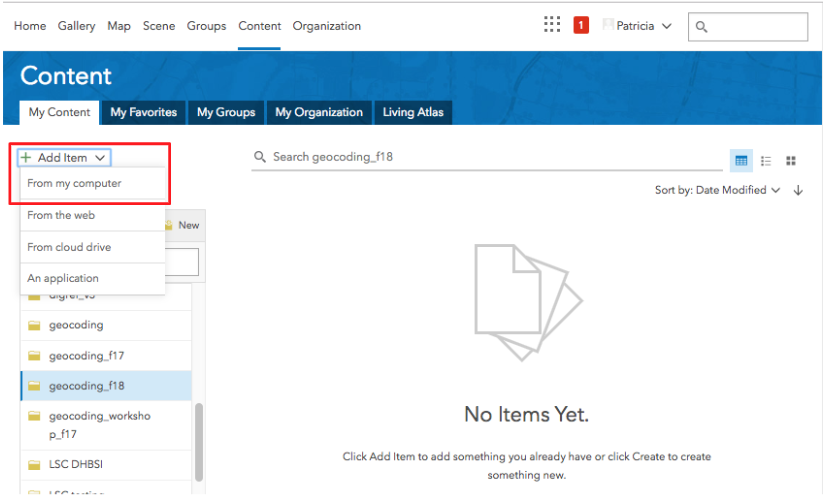 Home Gallery Map Scene Groups Content Organization
1 Patricia
Content
My Content My Favorites My Groups My Organization Living Atlas
+ Add Item
Search geocoding_f18
From my computer
Sort by: Date Modified
From the web
New
From cloud drive
An application
geocoding
geocoding_f17
geocoding_f18
geocoding_worksho
p_f17
No Items Yet.
Click Add Item to add something you already have or click Create to create
something new.
LSC DHBSI